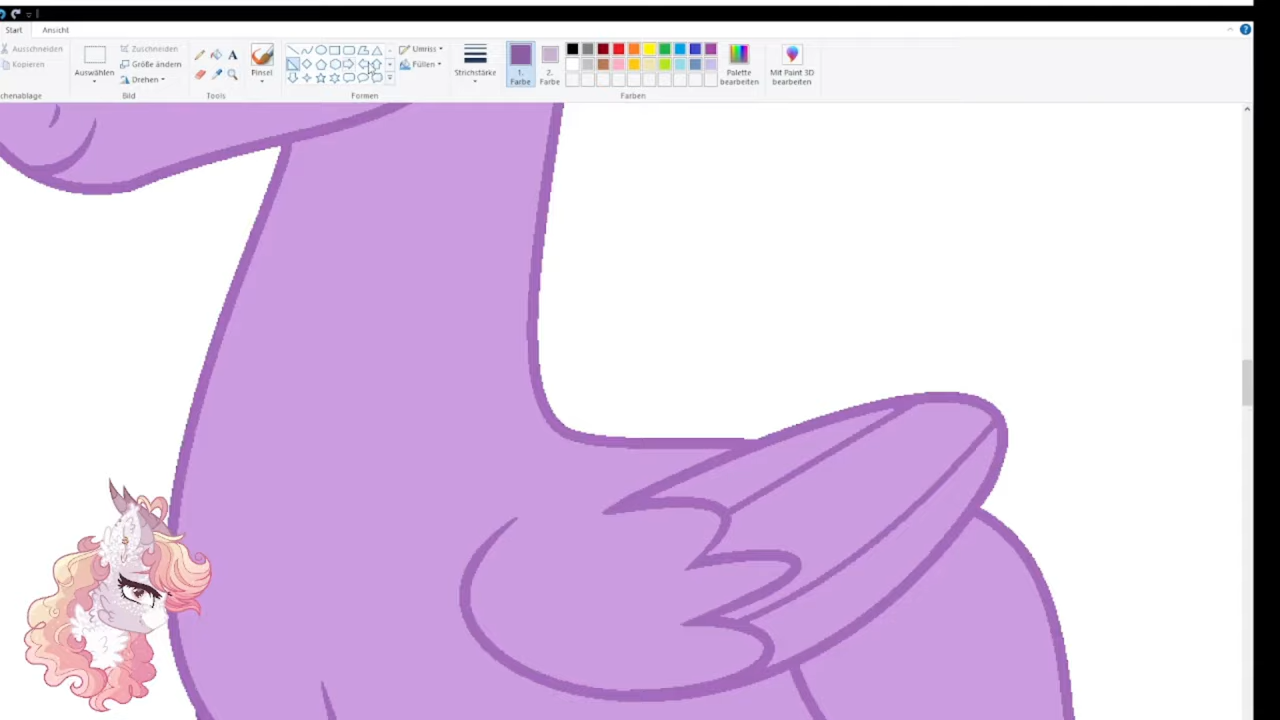 Start Ausschneiden
Ansicht
Kopieren
Auswählen
Zuschneiden
Größe ändern
Drehen
A
Pinsel
Umriss
Füllen
Strichstärke
1.
Farbe
2.
Farbe
Palette
bearbeiten
Mit Paint 3D
bearbeiten
Bild
Tools
Formen
Farben